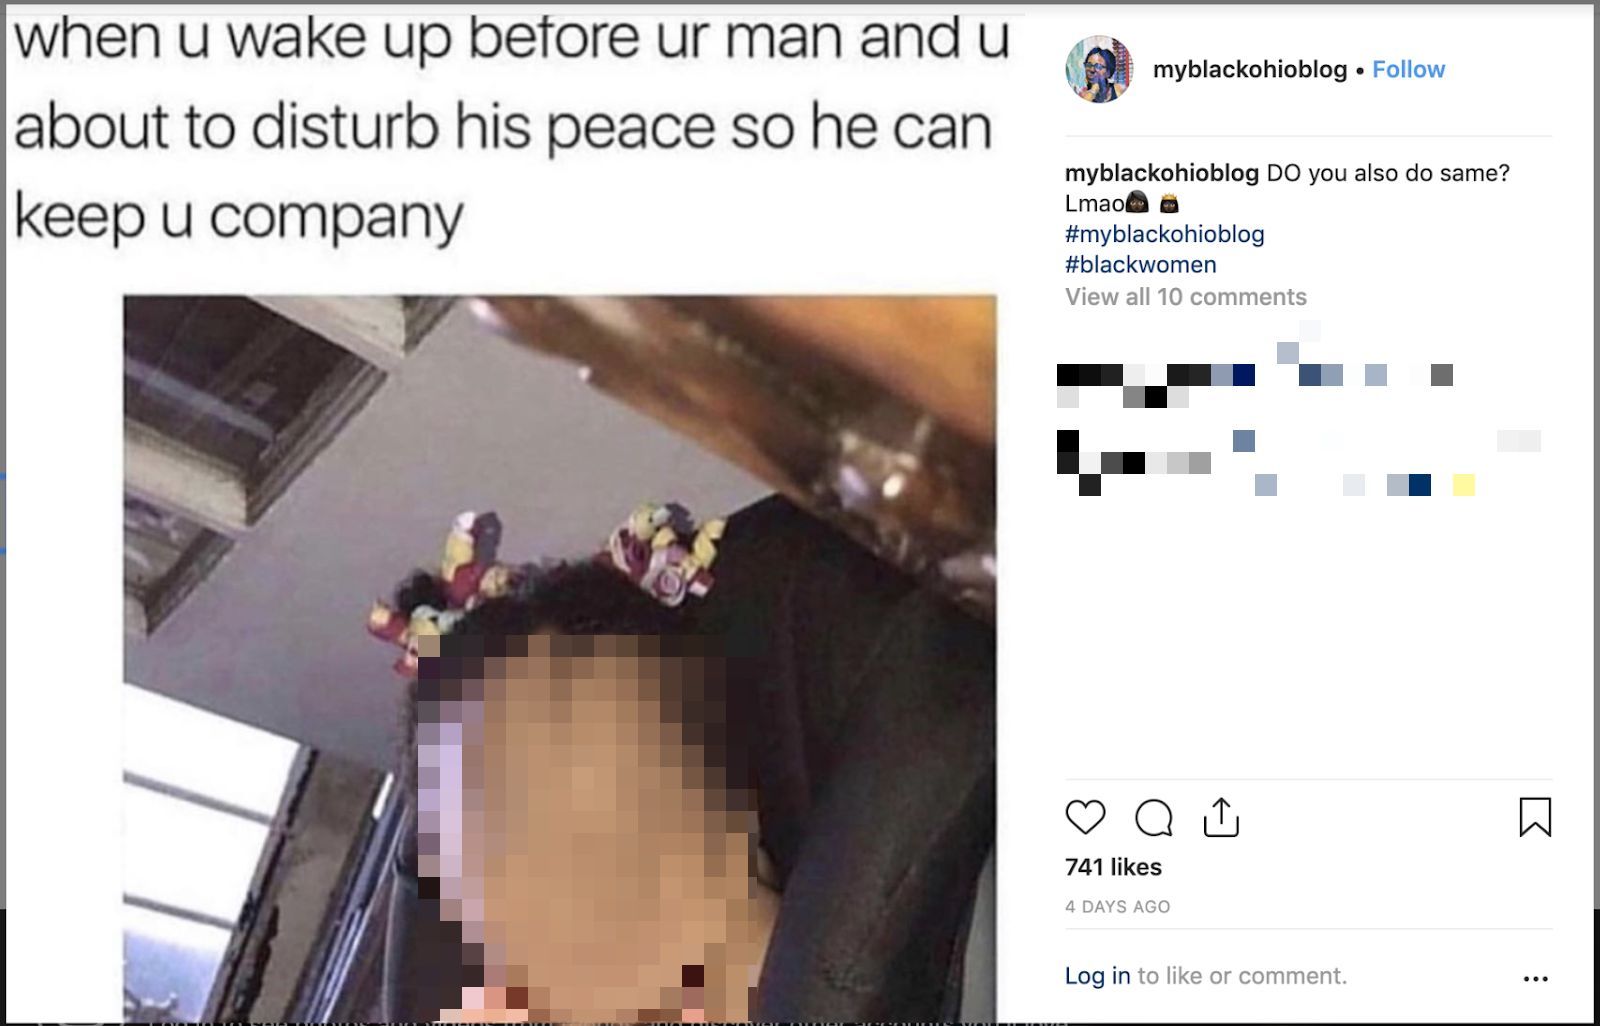 when u wake up before ur man and u
about to disturb his peace so he can
keep u company
myblackohioblog • Follow
myblackohioblog DO you also do same?
Lmao
#myblackohioblog
#blackwomen
View all 10 comments
741 likes
4 DAYS AGO
Log in to like or comment.